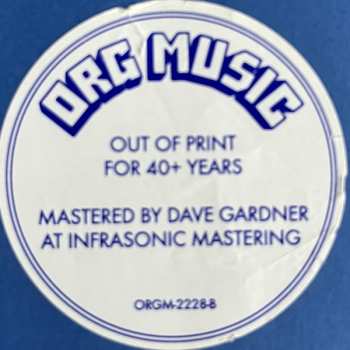 ORG MUSIC
OUT OF PRINT
FOR 40+ YEARS
MASTERED BY DAVE GARDNER
AT INFRASONIC MASTERING
ORGM-2228-B